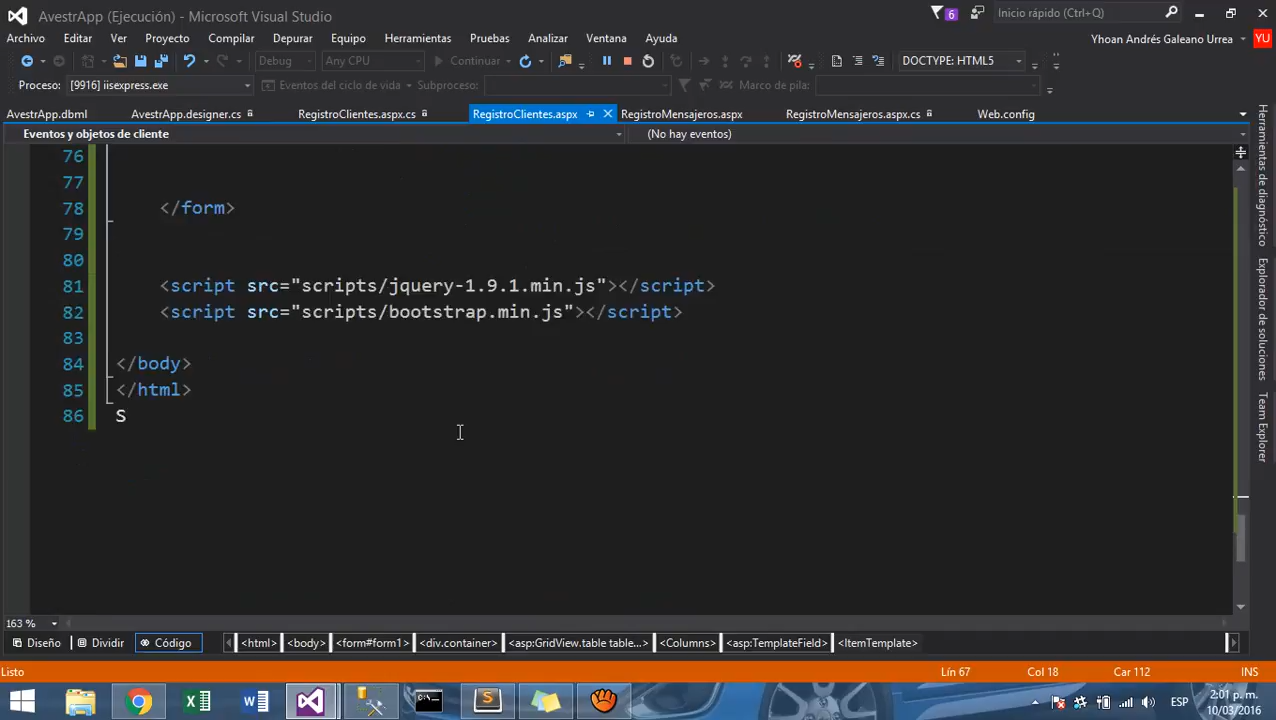 AvestrApp (Ejecución) - Microsoft Visual Studio
6
Inicio rápido (Ctrl+Q)
Archivo Editar Ver Proyecto Compilar Depurar Equipo Herramientas Pruebas Analizar Ventana Ayuda
Yhoan Andrés Galeano Urrea YU
Debug Any CPU Continuar DOCTYPE: HTML5
Proceso: [9916] iisexpress.exe Eventos del ciclo de vida Subproceso: Marco de pila:
AvestrApp.dbml AvestrApp.designer.cs RegistroClientes.aspx.cs RegistroClientes.aspx RegistroMensajeros.aspx RegistroMensajeros.aspx.cs Web.config
Eventos y objetos de cliente (No hay eventos)
76
77
78 </form>
79
80
81 <script src="scripts/jquery-1.9.1.min.js"></script>
82 <script src="scripts/bootstrap.min.js"></script>
83
84 </body>
85 </html>
86 S
Herramientas de diagnóstico
Explorador de soluciones
Team Explorer
163 %
Diseño Dividir Código <html> <body> <form#form1> <div.container> <asp:GridView.table table...> <Columns> <asp:TemplateField> <ItemTemplate>
Listo Lín 67 Col 18 Car 112 INS
ESP
2:01 p. m.
10/03/2016